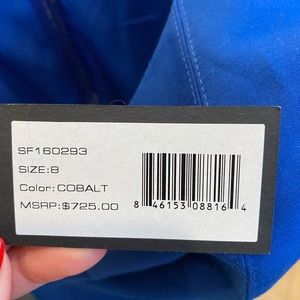 SF160293
SIZE:8
Color:COBALT
MSRP:$725.00
8 46153 08816 4